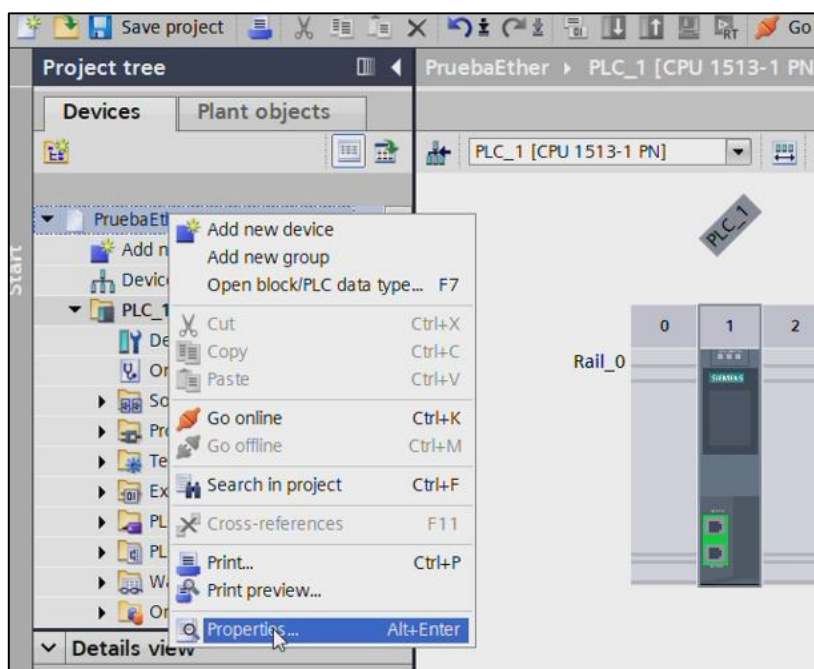 Save project
Go
Project tree
PruebaEther ▸ PLC_1 [CPU 1513-1 PN
Devices
Plant objects
PLC_1 [CPU 1513-1 PN]
Start
PruebaEt
Add n
Devic
PLC_1
De
On
So
Pro
Te
Ex
PL
PL
Wa
On
Add new device
Add new group
Open block/PLC data type... F7
Cut Ctrl+X
Copy Ctrl+C
Paste Ctrl+V
Go online Ctrl+K
Go offline Ctrl+M
Search in project Ctrl+F
Cross-references F11
Print... Ctrl+P
Print preview...
Properties... Alt+Enter
Details view
PLC_1
0 1 2
Rail_0
SIEMENS